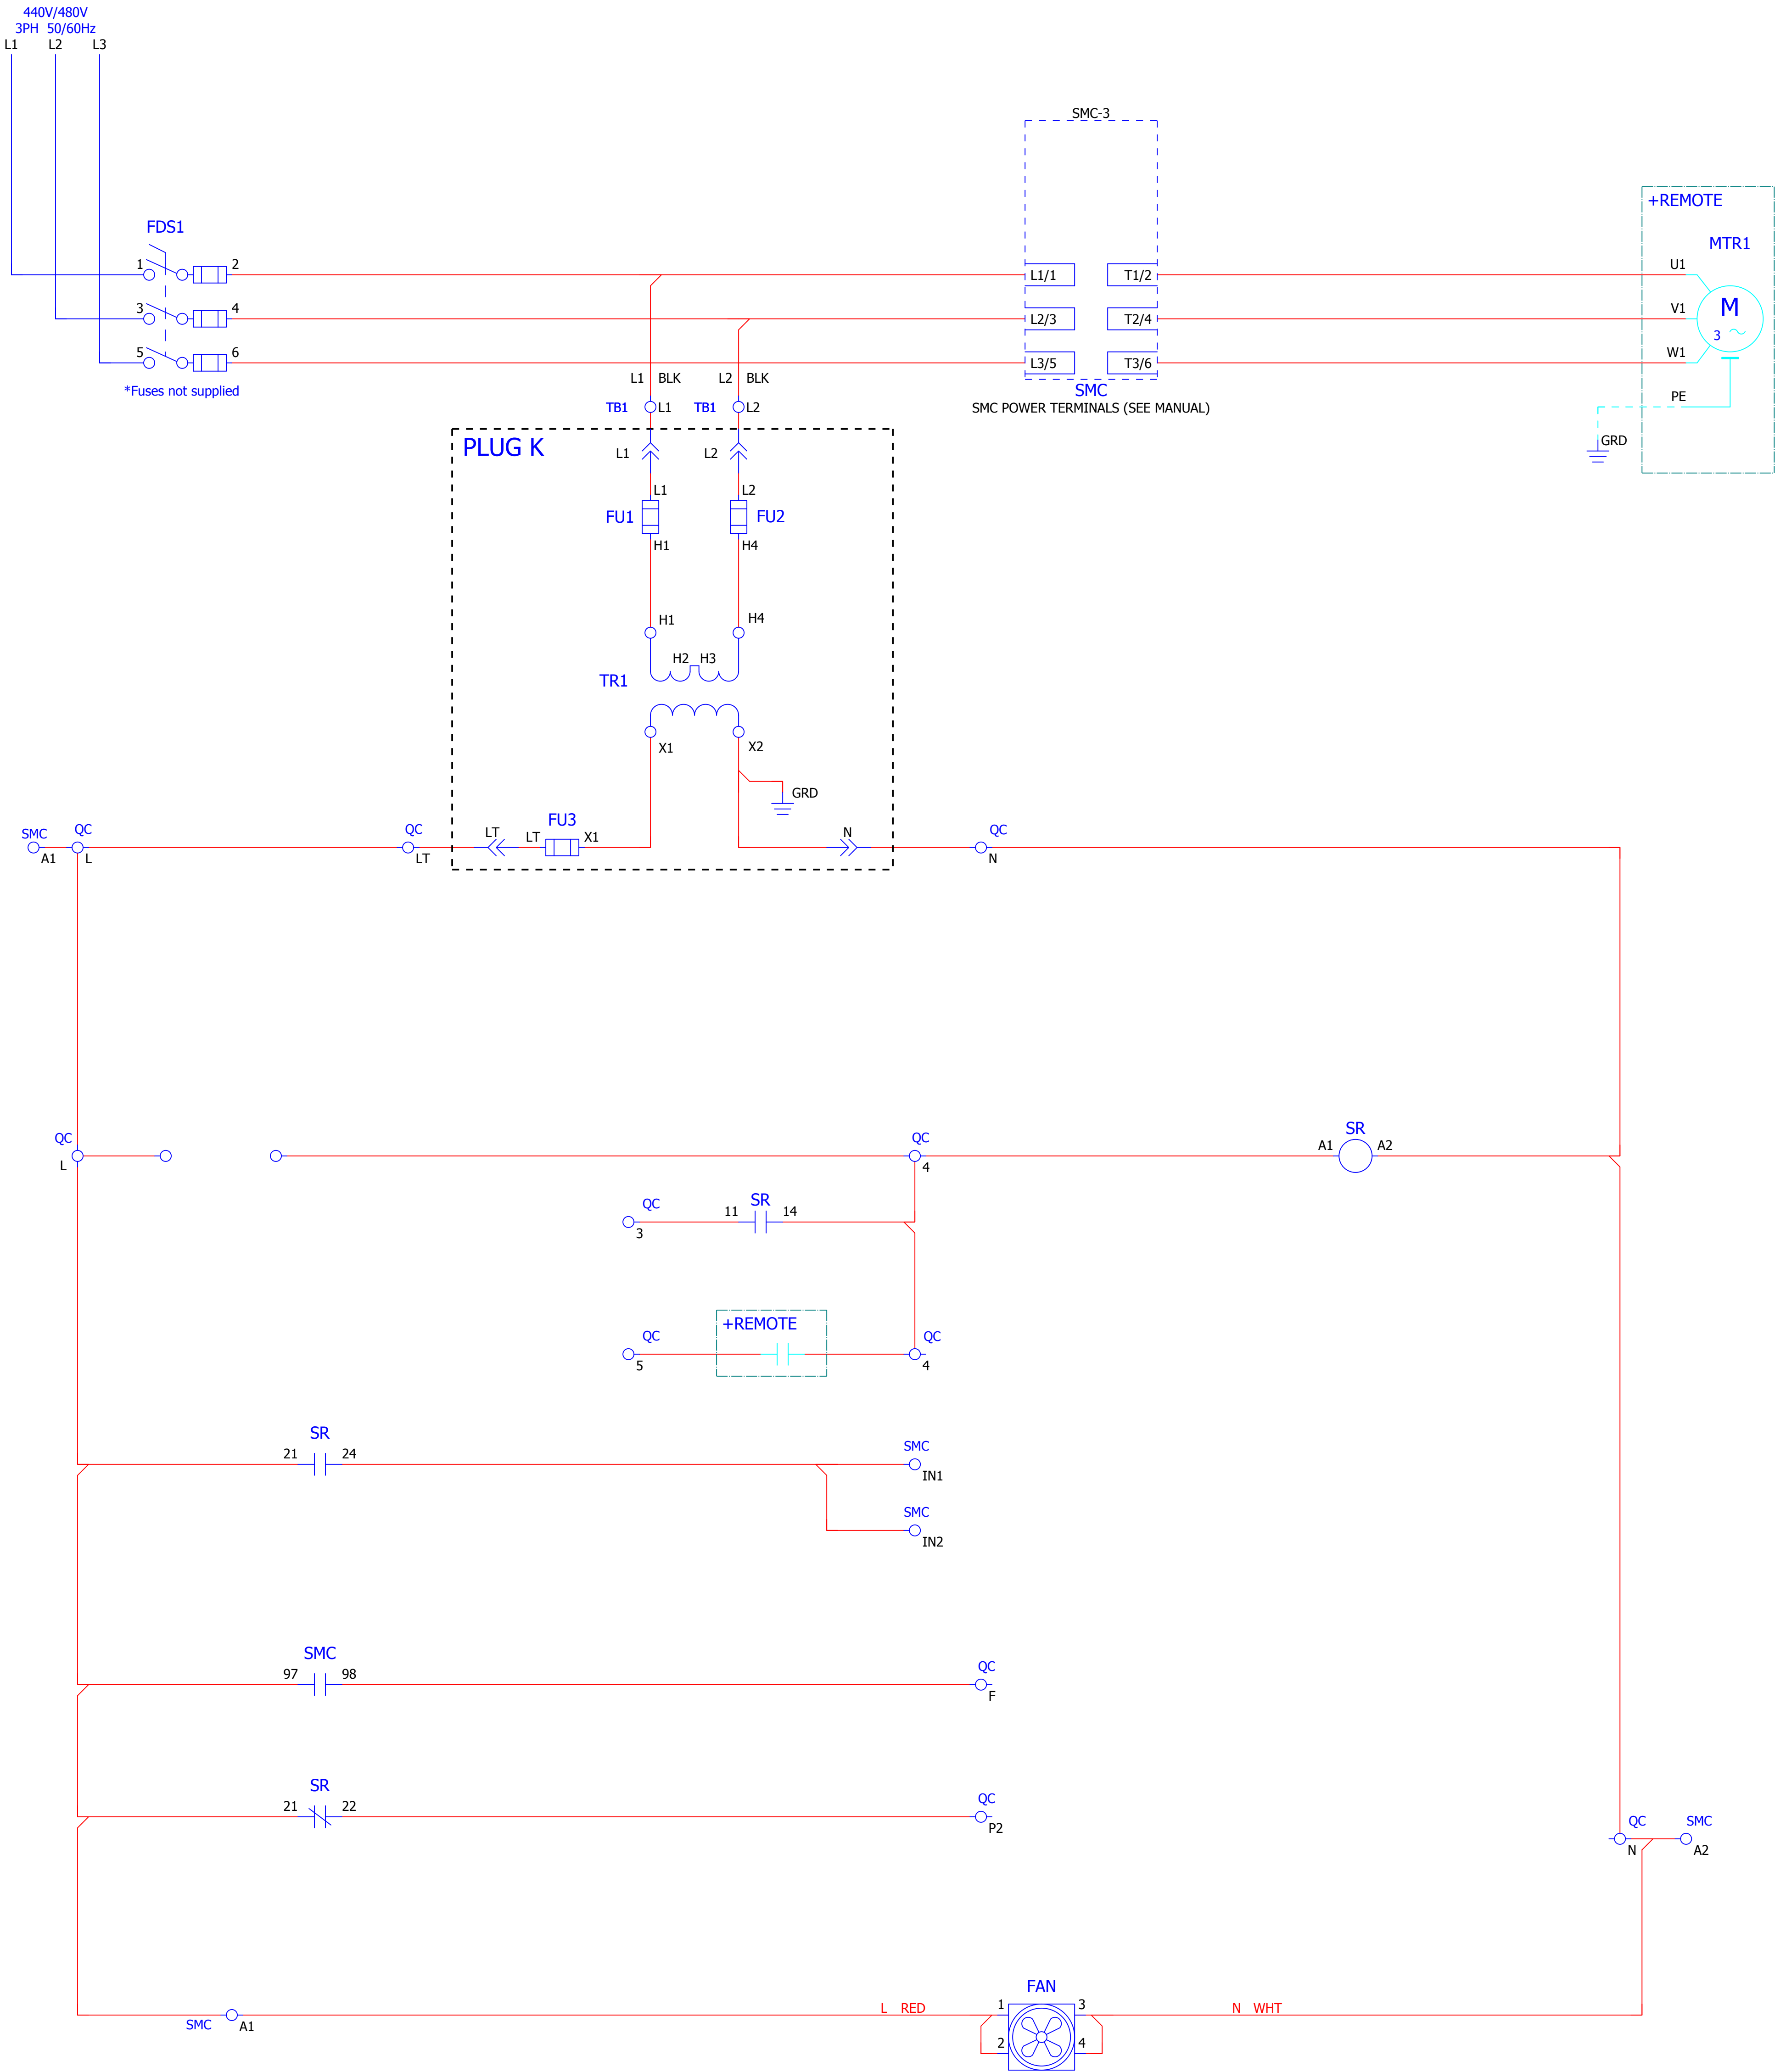 440V/480V
3PH 50/60Hz
L1 L2 L3
SMC-3
+REMOTE
FDS1
MTR1
1 2 L1/1 T1/2 U1
3 4 L2/3 T2/4 V1
M
3
5 6 L3/5 T3/6 W1
*Fuses not supplied
L1 BLK L2 BLK
SMC
PE
TB1 L1 TB1 L2
SMC POWER TERMINALS (SEE MANUAL)
GRD
PLUG K
L1 L2
L1 L2
FU1 FU2
H1 H4
H1 H4
H2 H3
TR1
X1 X2
GRD
FU3
SMC QC QC LT LT X1 N QC
A1 L LT N
QC QC SR
A1 A2
L 4
QC 11 SR 14
3
+REMOTE
QC QC
5 4
SR
21 24 SMC
IN1
SMC
IN2
SMC
97 98 QC
F
SR
21 22 QC
P2
QC SMC
N A2
FAN
L RED 1 3 N WHT
SMC A1
2 4